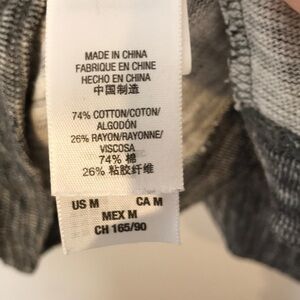 MADE IN CHINA
FABRIQUE EN CHINE
HECHO EN CHINA
中国制造
74% COTTON/COTON/
ALGODÓN
26% RAYON/RAYONNE/
VISCOSA
74% 棉
26% 粘胶纤维
US M CA M
MEX M
CH 165/90